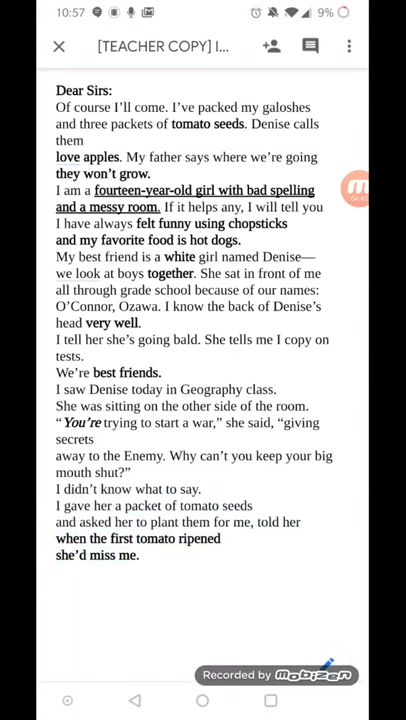 10:57
9%
[TEACHER COPY] I...
Dear Sirs:
Of course I'll come. I've packed my galoshes
and three packets of tomato seeds. Denise calls
them
love apples. My father says where we're going
they won't grow.
I am a fourteen-year-old girl with bad spelling
and a messy room. If it helps any, I will tell you
I have always felt funny using chopsticks
and my favorite food is hot dogs.
My best friend is a white girl named Denise—
we look at boys together. She sat in front of me
all through grade school because of our names:
O'Connor, Ozawa. I know the back of Denise's
head very well.
I tell her she's going bald. She tells me I copy on
tests.
We're best friends.
I saw Denise today in Geography class.
She was sitting on the other side of the room.
"You're trying to start a war," she said, "giving
secrets
away to the Enemy. Why can't you keep your big
mouth shut?"
I didn't know what to say.
I gave her a packet of tomato seeds
and asked her to plant them for me, told her
when the first tomato ripened
she'd miss me.
Recorded by mobizen